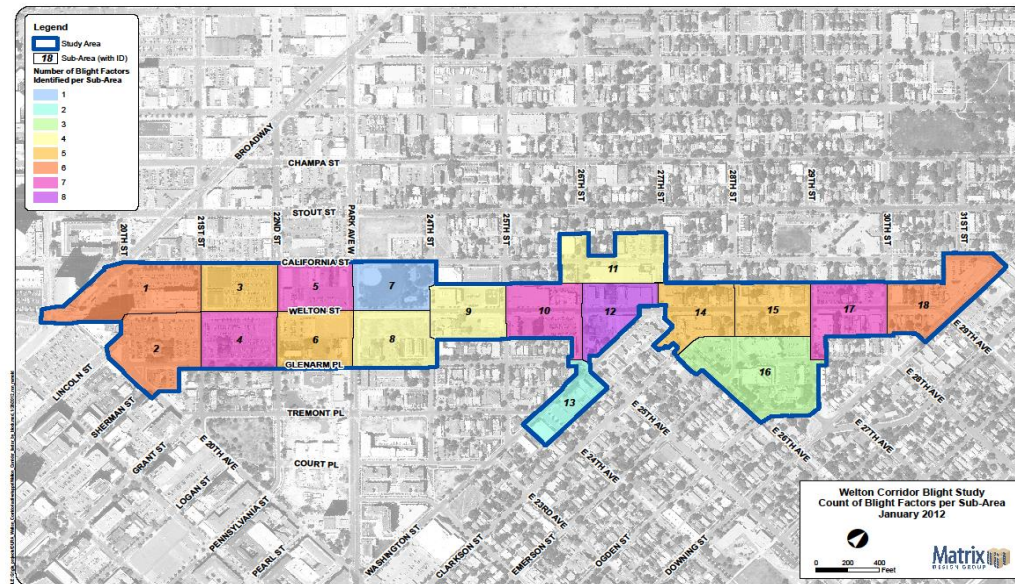 Legend
Study Area
18 Sub-Area (with ID)
Number of Blight Factors
Identified per Sub-Area
1
2
3
4
5
6
7
8
BROADWAY
CHAMPA ST
STOUT ST
20TH ST
21ST ST
22ND ST
PARK AVE W
24TH ST
25TH ST
26TH ST
27TH ST
28TH ST
29TH ST
30TH ST
31ST ST
CALIFORNIA ST
WELTON ST
GLENARM PL
TREMONT PL
COURT PL
1
2
3
4
5
6
7
8
9
10
11
12
13
14
15
16
17
18
LINCOLN ST
SHERMAN ST
GRANT ST
E 20TH AVE
LOGAN ST
PENNSYLVANIA ST
PEARL ST
WASHINGTON ST
CLARKSON ST
EMERSON ST
E 23RD AVE
E 24TH AVE
OGDEN ST
E 25TH AVE
DOWNING ST
E 26TH AVE
E 27TH AVE
E 28TH AVE
E 29TH AVE
Welton Corridor Blight Study
Count of Blight Factors per Sub-Area
January 2012
0 200 400
Feet
Matrix
DESIGN GROUP